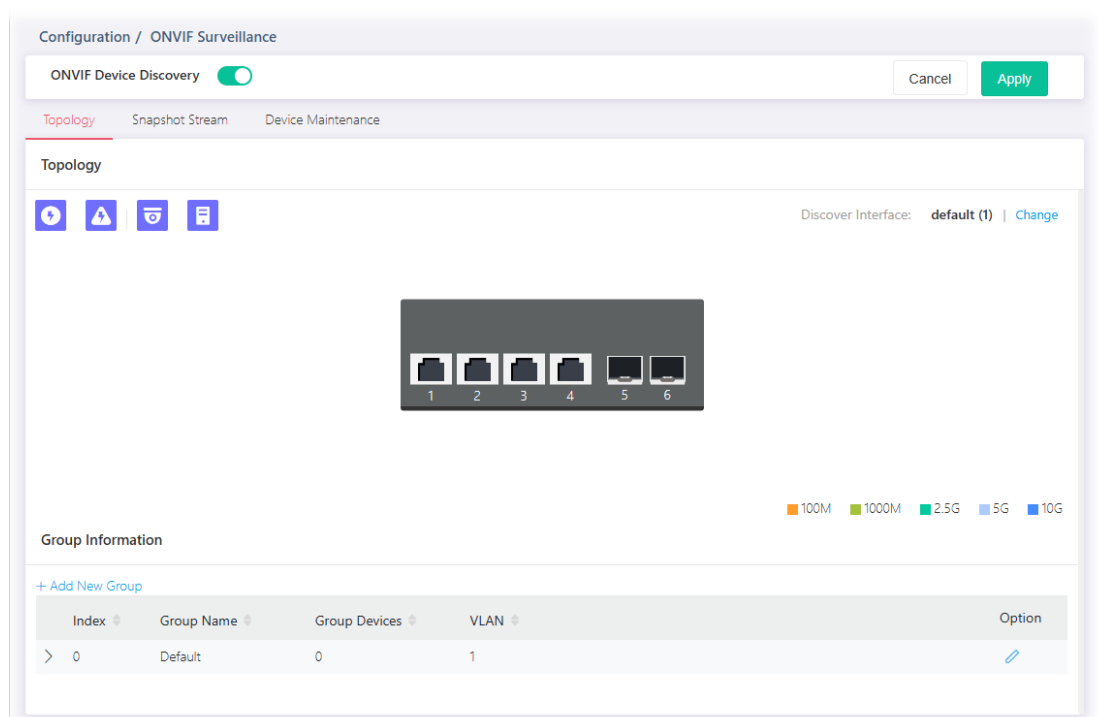 Configuration / ONVIF Surveillance
ONVIF Device Discovery
Cancel
Apply
Topology Snapshot Stream Device Maintenance
Topology
Discover Interface: default (1) | Change
1 2 3 4 5 6
100M 1000M 2.5G 5G 10G
Group Information
+ Add New Group
Index Group Name Group Devices VLAN Option
0 Default 0 1